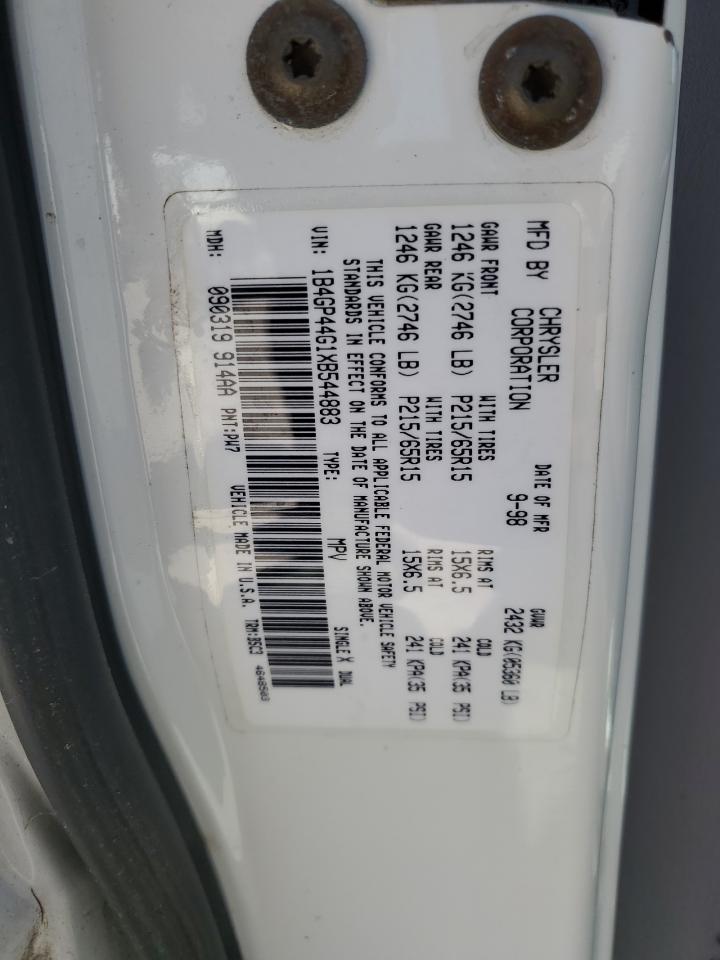 MFD BY CHRYSLER CORPORATION DATE OF MFR 9-98 GVWR 2432 KG(05360 LB)
GAWR FRONT WITH TIRES RIMS AT COLD
1246 KG(2746 LB) P215/65R15 15X6.5 241 KPA(35 PSI)
GAWR REAR WITH TIRES RIMS AT COLD
1246 KG(2746 LB) P215/65R15 15X6.5 241 KPA(35 PSI)
THIS VEHICLE CONFORMS TO ALL APPLICABLE FEDERAL MOTOR VEHICLE SAFETY
STANDARDS IN EFFECT ON THE DATE OF MANUFACTURE SHOWN ABOVE.
VIN: 1B4GP44G1XB544883 TYPE: MPV SINGLE X DUAL
MDH: 090319 914AA PNT:PW7 VEHICLE MADE IN U.S.A. TRM:B5C3 4648503